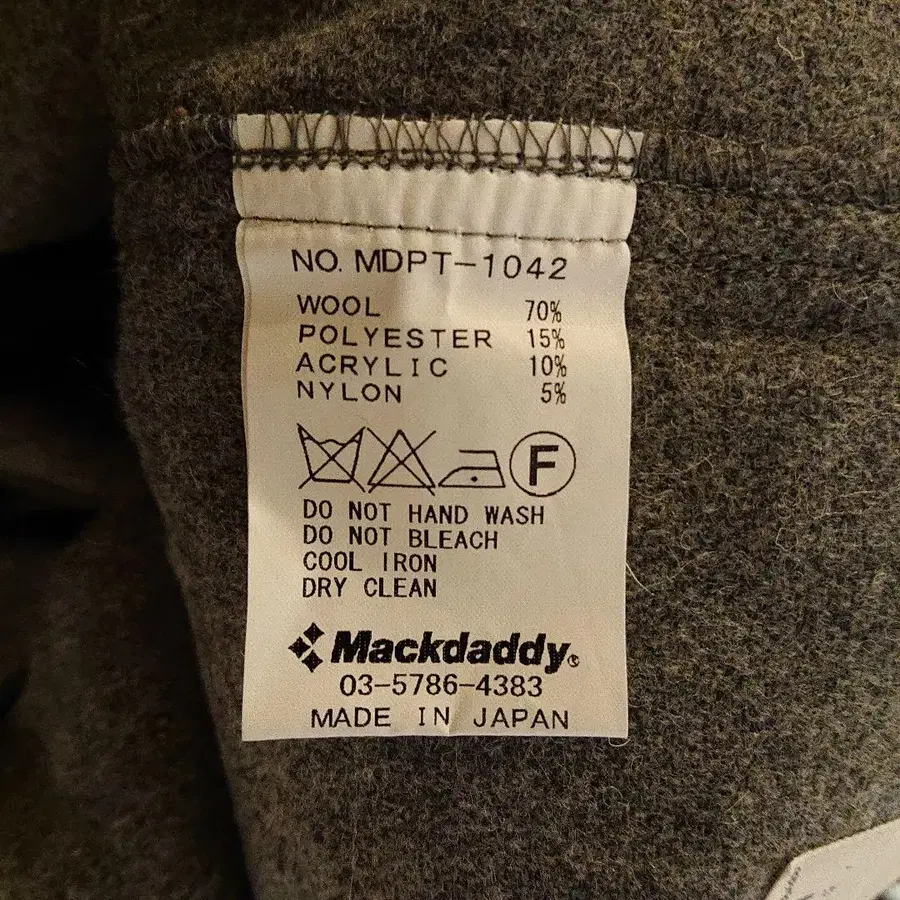 NO. MDPT-1042
WOOL 70%
POLYESTER 15%
ACRYLIC 10%
NYLON 5%
F
DO NOT HAND WASH
DO NOT BLEACH
COOL IRON
DRY CLEAN
Mackdaddy®
03-5786-4383
MADE IN JAPAN